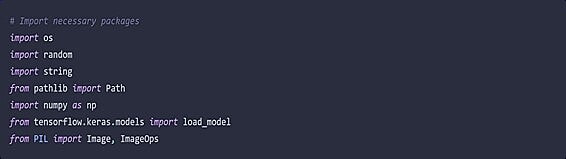 # Import necessary packages
import os
import random
import string
from pathlib import Path
import numpy as np
from tensorflow.keras.models import load_model
from PIL import Image, ImageOps